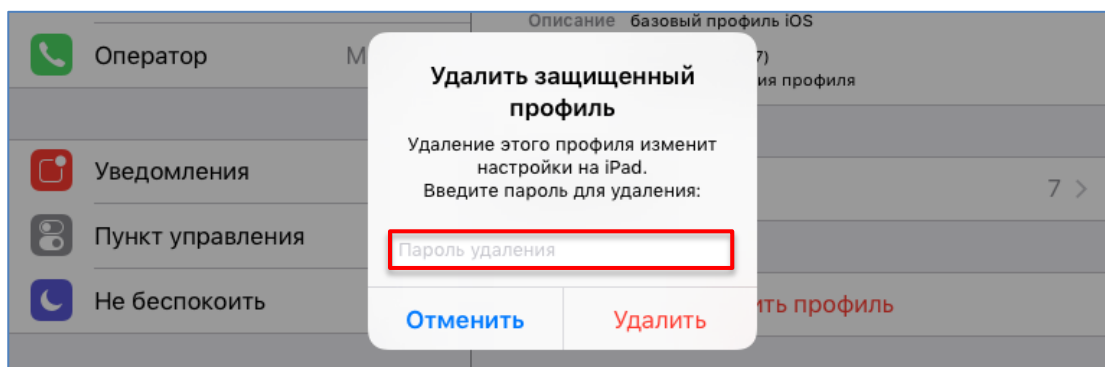 Описание базовый профиль iOS
Оператор М
7)
ия профиля
Удалить защищенный
профиль
Удаление этого профиля изменит
настройки на iPad.
Введите пароль для удаления:
Уведомления
7 >
Пункт управления
Пароль удаления
Не беспокоить
Отменить Удалить
ть профиль